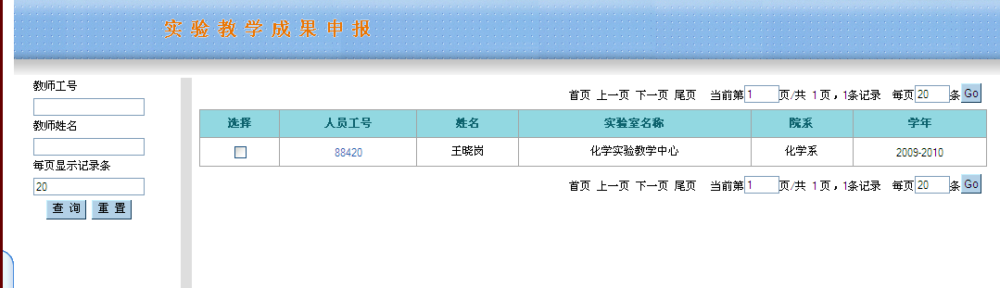 实验教学成果申报
教师工号
教师姓名
每页显示记录条
20
查 询 重 置
首页 上一页 下一页 尾页 当前第 1 页/共 1 页，1条记录 每页 20 条 Go
选择 人员工号 姓名 实验室名称 院系 学年
88420 王晓岗 化学实验教学中心 化学系 2009-2010
首页 上一页 下一页 尾页 当前第 1 页/共 1 页，1条记录 每页 20 条 Go